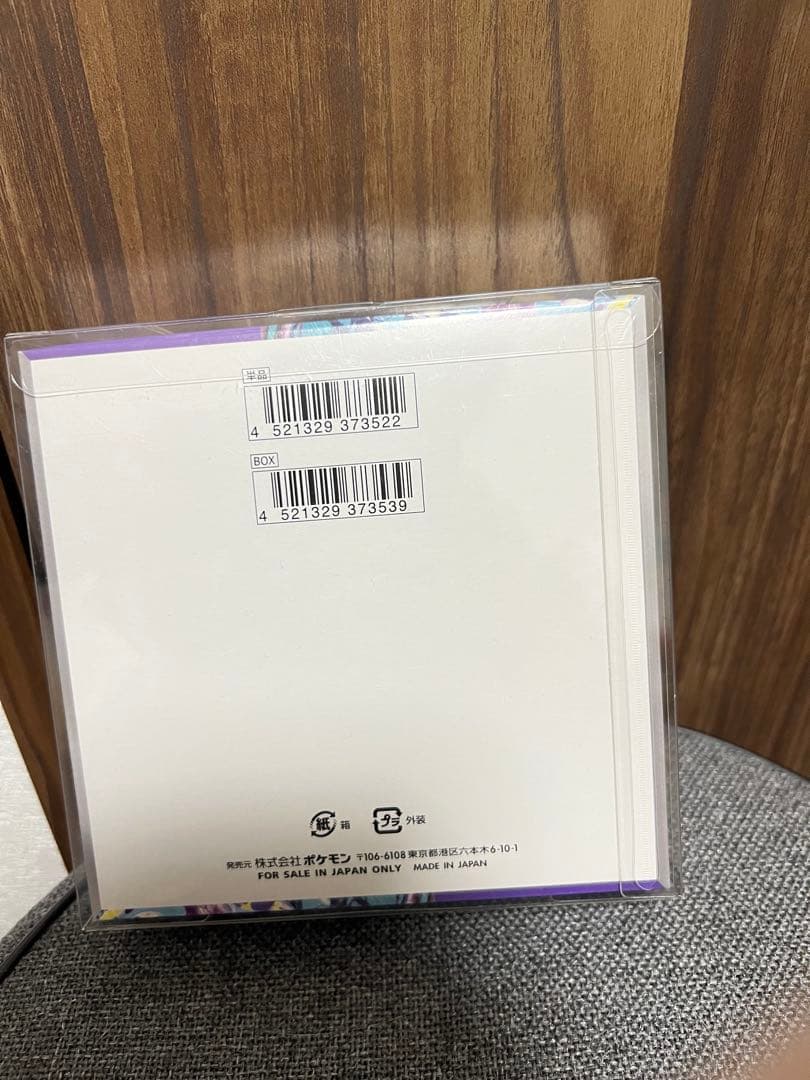 単品
4 521329 373522
BOX
4 521329 373539
紙 箱 プラ 外装
発売元 株式会社 ポケモン 〒106-6108 東京都港区六本木6-10-1
FOR SALE IN JAPAN ONLY MADE IN JAPAN